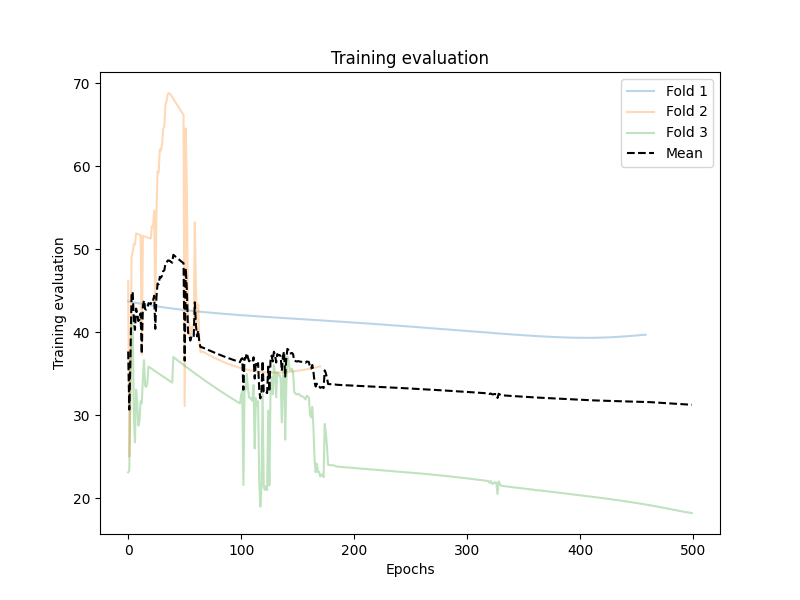 Training evaluation
Fold 1
Fold 2
Fold 3
Mean
Training evaluation
70
60
50
40
30
20
0 100 200 300 400 500
Epochs